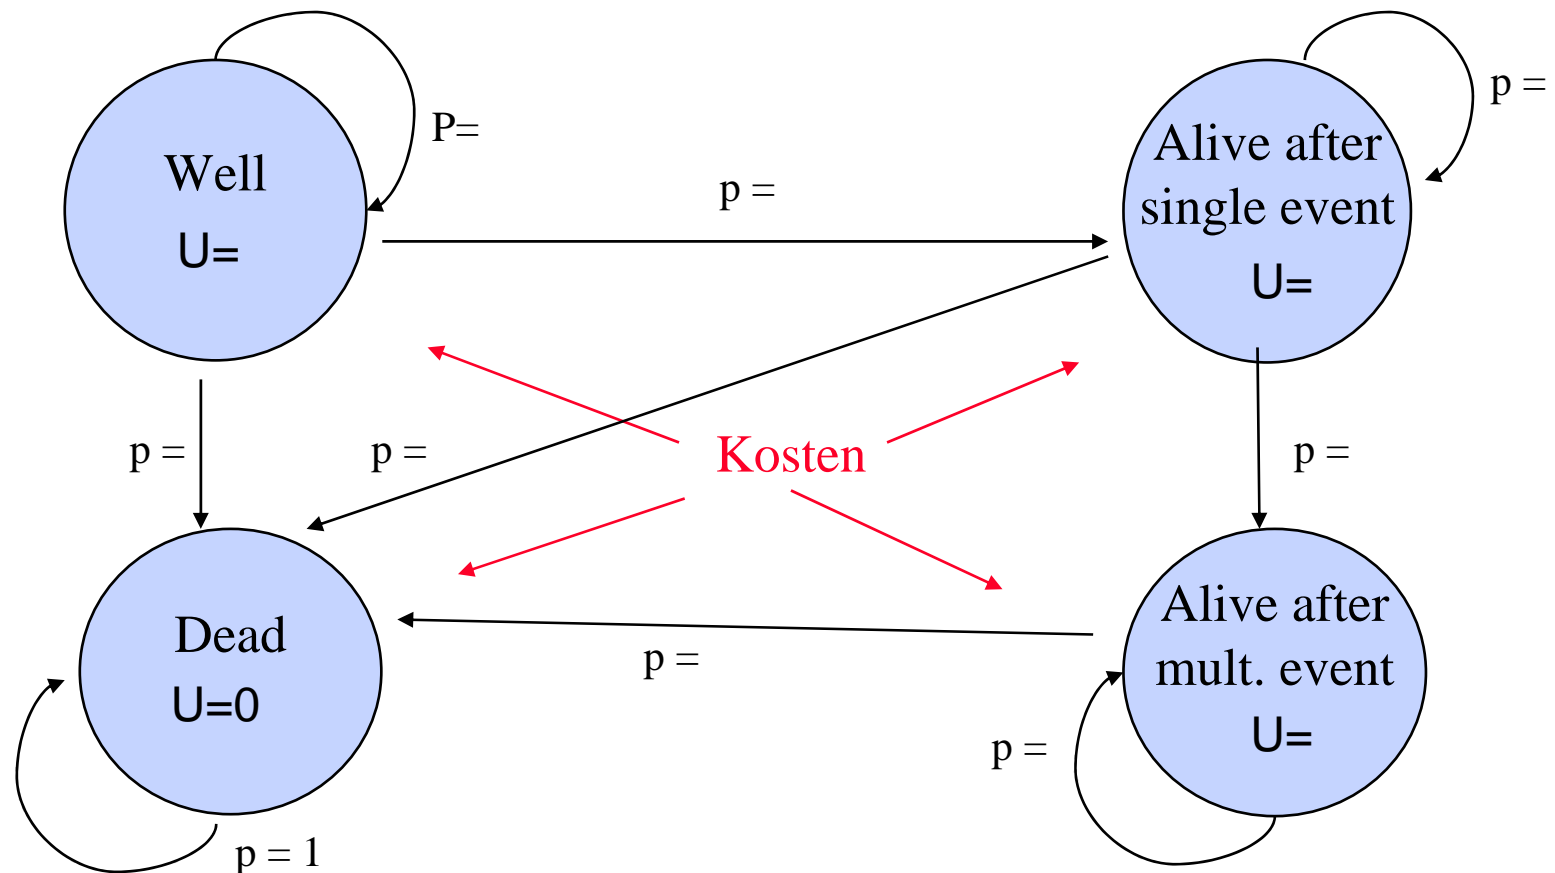 p =
P=
Alive after
single event
U=
Well
U=
p =
p =
p =
Kosten
p =
Dead
U=0
p =
Alive after
mult. event
U=
p =
p = 1